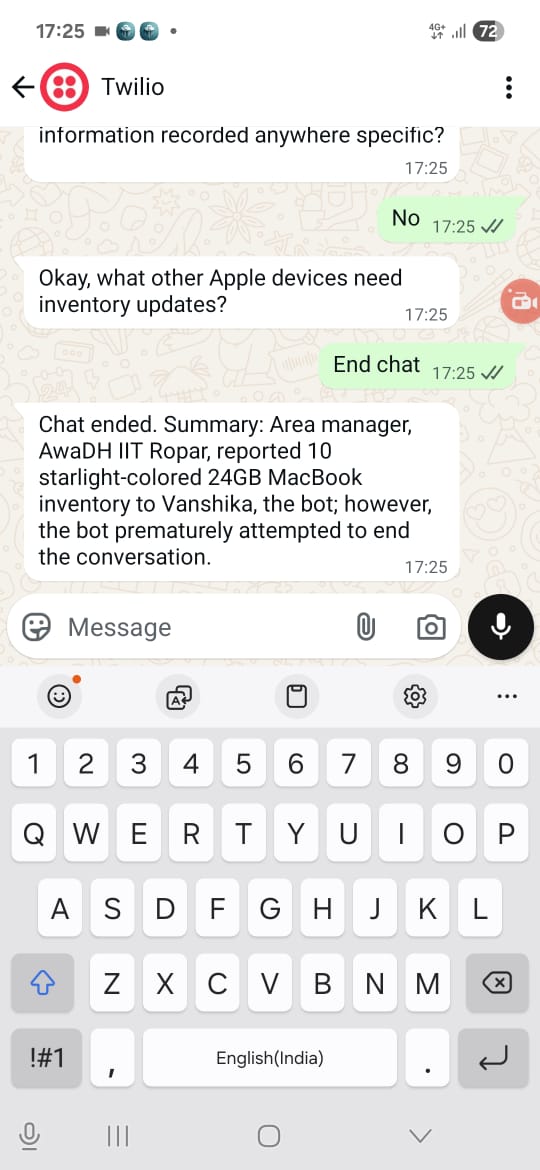 17:25
4G+
72
Twilio
information recorded anywhere specific?
17:25
No 17:25
Okay, what other Apple devices need
inventory updates?
17:25
End chat 17:25
Chat ended. Summary: Area manager,
AwaDH IIT Ropar, reported 10
starlight-colored 24GB MacBook
inventory to Vanshika, the bot; however,
the bot prematurely attempted to end
the conversation.
17:25
Message
1 2 3 4 5 6 7 8 9 0
Q W E R T Y U I O P
A S D F G H J K L
Z X C V B N M
!#1 , English(India) .